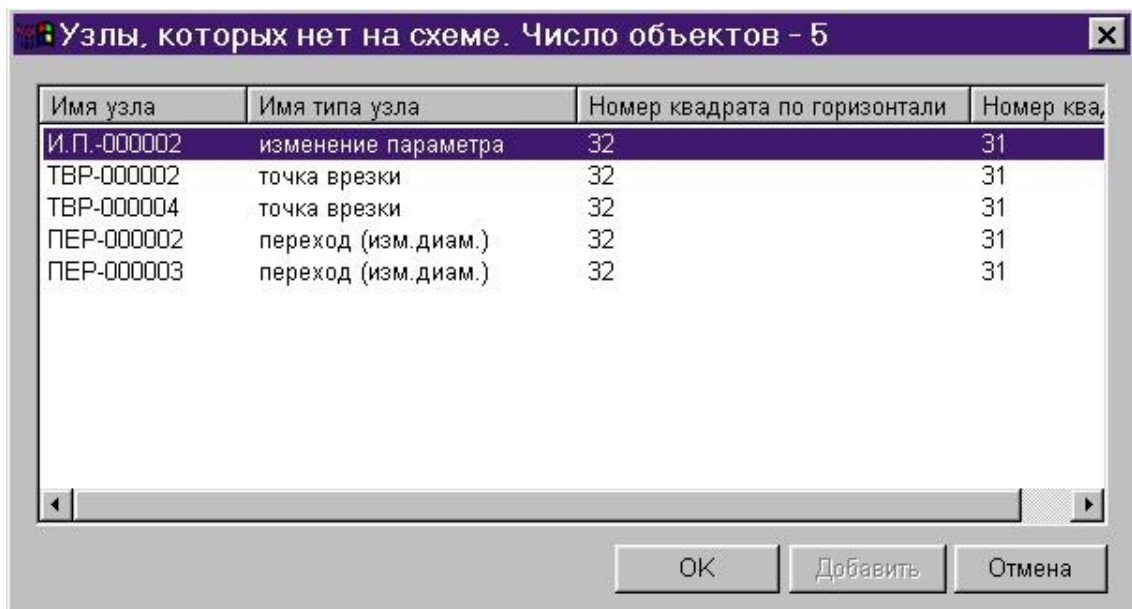 Узлы, которых нет на схеме. Число объектов - 5
Имя узла Имя типа узла Номер квадрата по горизонтали Номер ква
И.П.-000002 изменение параметра 32 31
ТВР-000002 точка врезки 32 31
ТВР-000004 точка врезки 32 31
ПЕР-000002 переход (изм.диам.) 32 31
ПЕР-000003 переход (изм.диам.) 32 31
OK Добавить Отмена